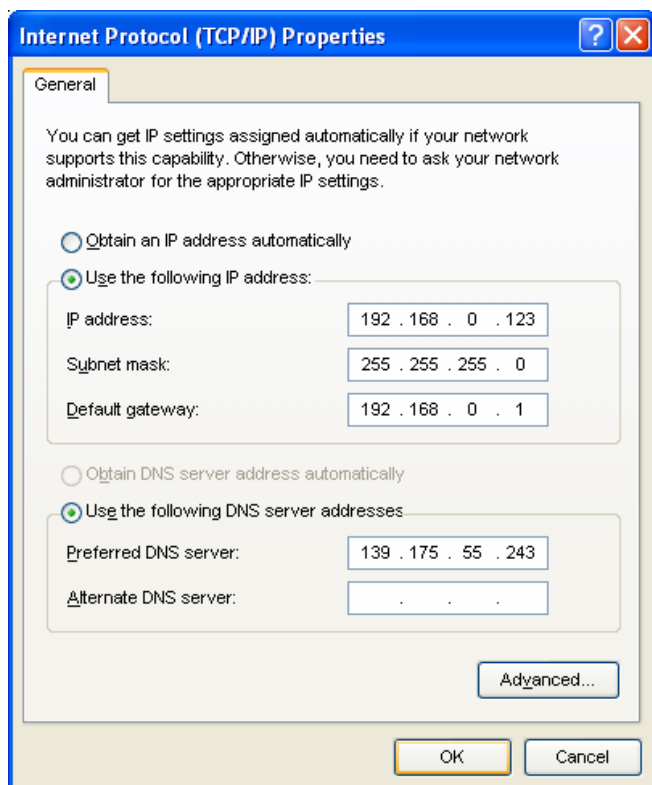 Internet Protocol (TCP/IP) Properties
General
You can get IP settings assigned automatically if your network
supports this capability. Otherwise, you need to ask your network
administrator for the appropriate IP settings.
Obtain an IP address automatically
Use the following IP address:
IP address: 192 . 168 . 0 . 123
Subnet mask: 255 . 255 . 255 . 0
Default gateway: 192 . 168 . 0 . 1
Obtain DNS server address automatically
Use the following DNS server addresses
Preferred DNS server: 139 . 175 . 55 . 243
Alternate DNS server: . . .
Advanced...
OK Cancel